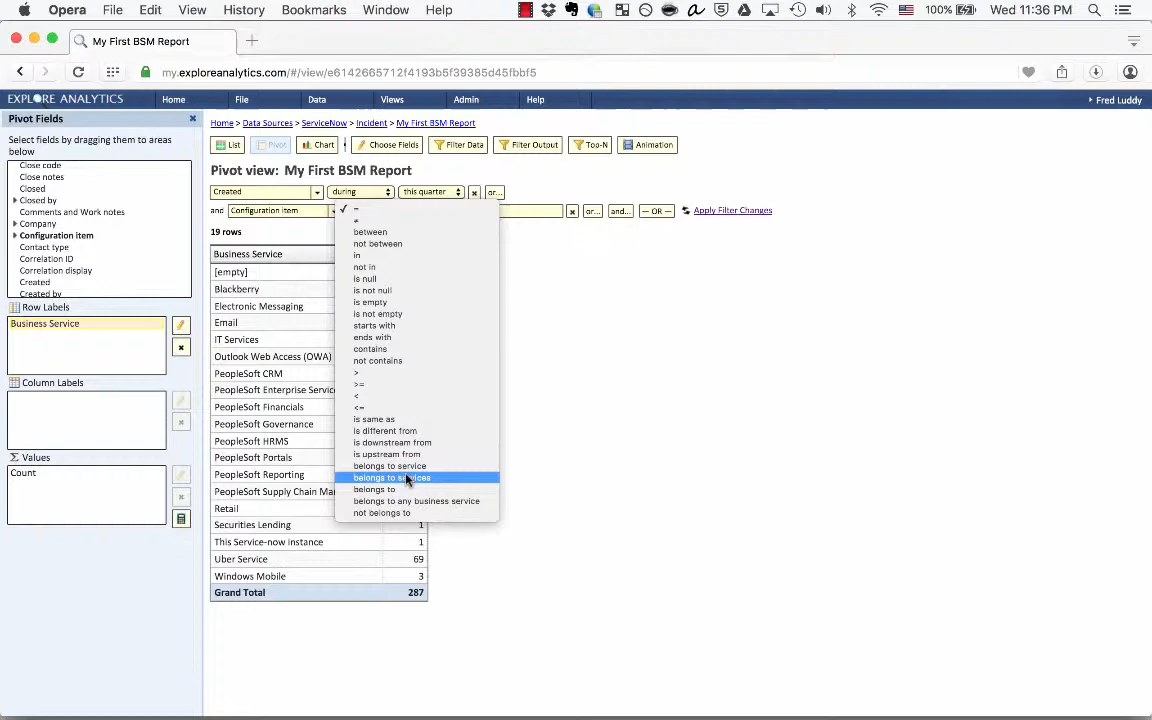 Opera File Edit View History Bookmarks Window Help 100% Wed 11:36 PM
My First BSM Report
my.exploreanalytics.com/#/view/e6142665712f4193b5f39385d45fbbf5
EXPLORE ANALYTICS Home File Data Views Admin Help Fred Luddy
Pivot Fields
Select fields by dragging them to areas
below
Close code
Close notes
Closed
Closed by
Comments and Work notes
Company
Configuration item
Contact type
Correlation ID
Correlation display
Created
Created by
Row Labels
Business Service
Column Labels
Σ Values
Count
Home > Data Sources > ServiceNow > Incident > My First BSM Report
List Pivot Chart Choose Fields Filter Data Filter Output Top-N Animation
Pivot view: My First BSM Report
Created during this quarter or...
and Configuration item or... and... — OR — Apply Filter Changes
19 rows
Business Service
[empty]
Blackberry
Electronic Messaging
Email
IT Services
Outlook Web Access (OWA)
PeopleSoft CRM
PeopleSoft Enterprise Servic
PeopleSoft Financials
PeopleSoft Governance
PeopleSoft HRMS
PeopleSoft Portals
PeopleSoft Reporting
PeopleSoft Supply Chain Ma
Retail
Securities Lending 1
This Service-now instance 1
Uber Service 69
Windows Mobile 3
Grand Total 287
✓ =
≠
between
not between
in
not in
is null
is not null
is empty
is not empty
starts with
ends with
contains
not contains
>
>=
<
<=
is same as
is different from
is downstream from
is upstream from
belongs to service
belongs to services
belongs to
belongs to any business service
not belongs to